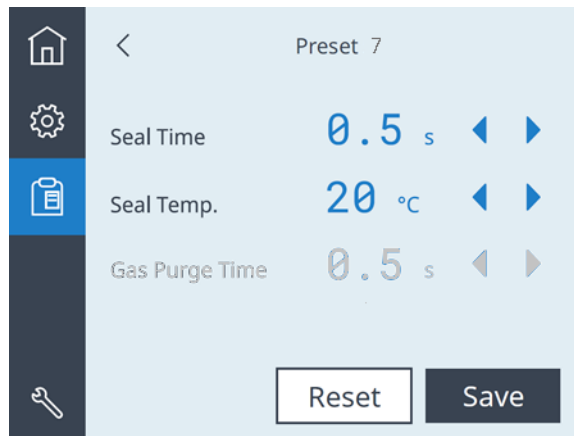 Preset 7
Seal Time 0.5 s
Seal Temp. 20 °C
Gas Purge Time 0.5 s
Reset Save